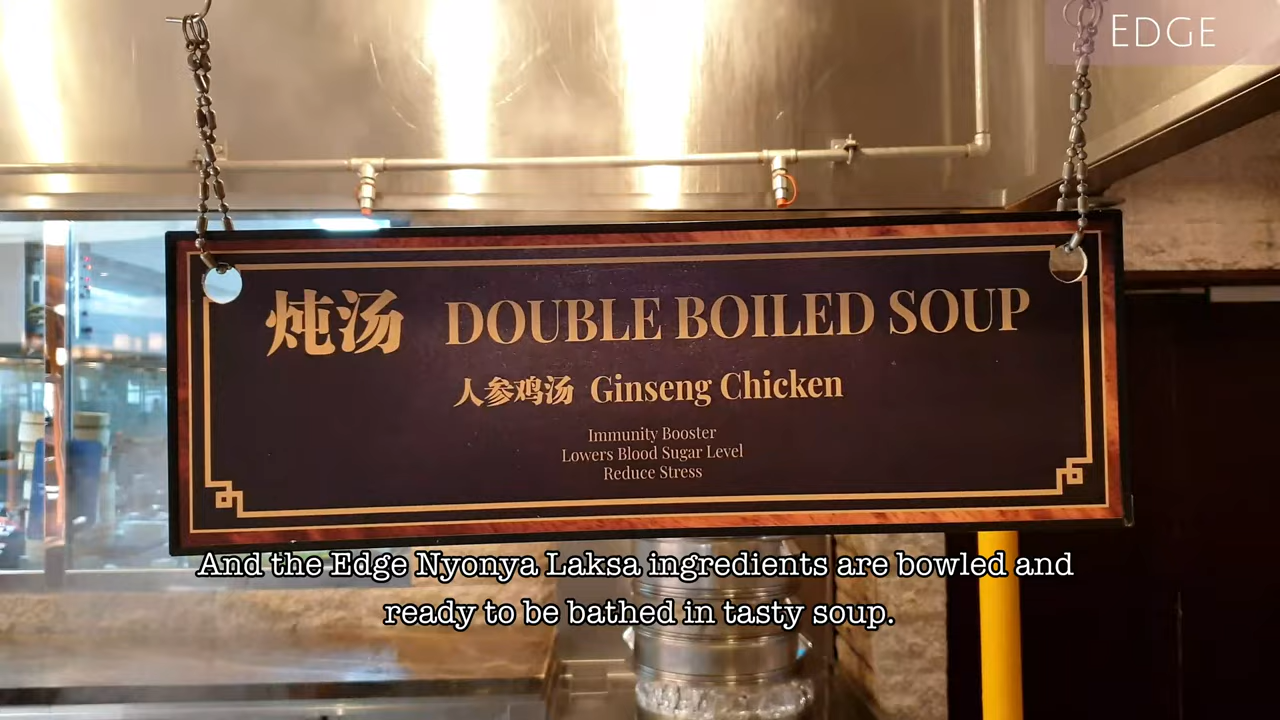 EDGE
炖汤 DOUBLE BOILED SOUP
人参鸡汤 Ginseng Chicken
Immunity Booster
Lowers Blood Sugar Level
Reduce Stress
And the Edge Nyonya Laksa ingredients are bowled and
ready to be bathed in tasty soup.